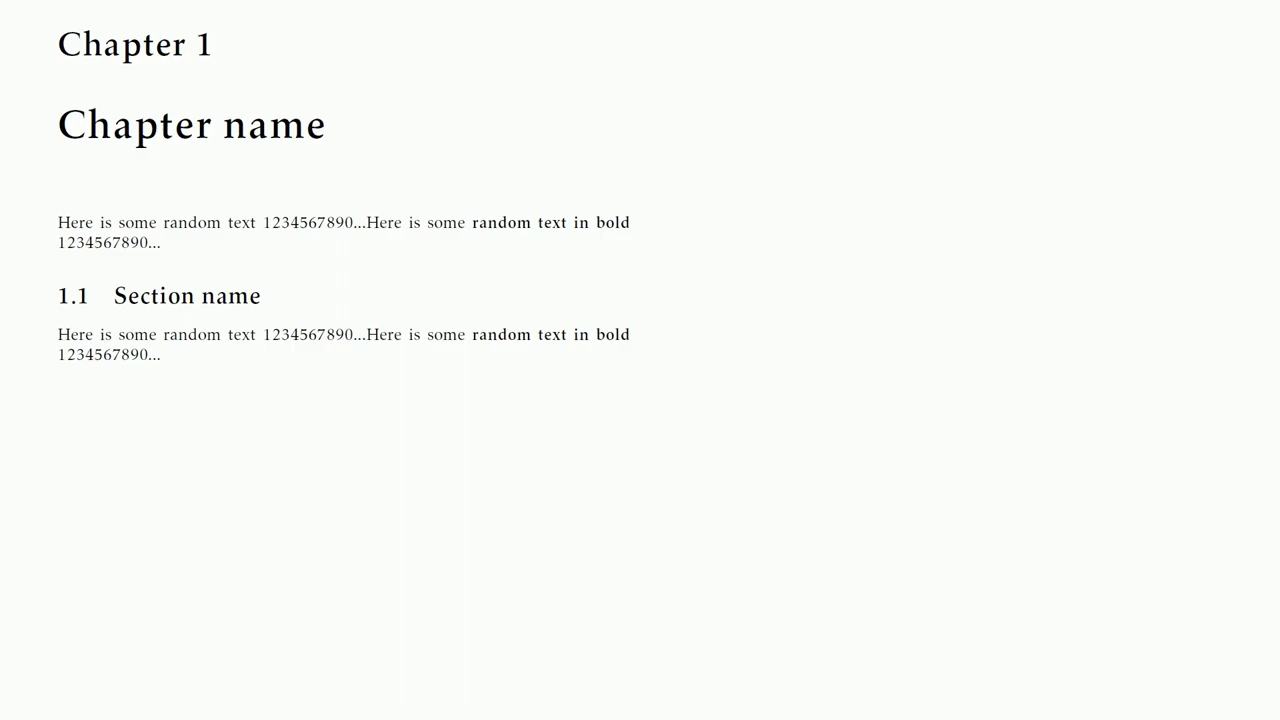 Chapter 1
Chapter name
Here is some random text 1234567890...Here is some random text in bold
1234567890...
1.1 Section name
Here is some random text 1234567890...Here is some random text in bold
1234567890...